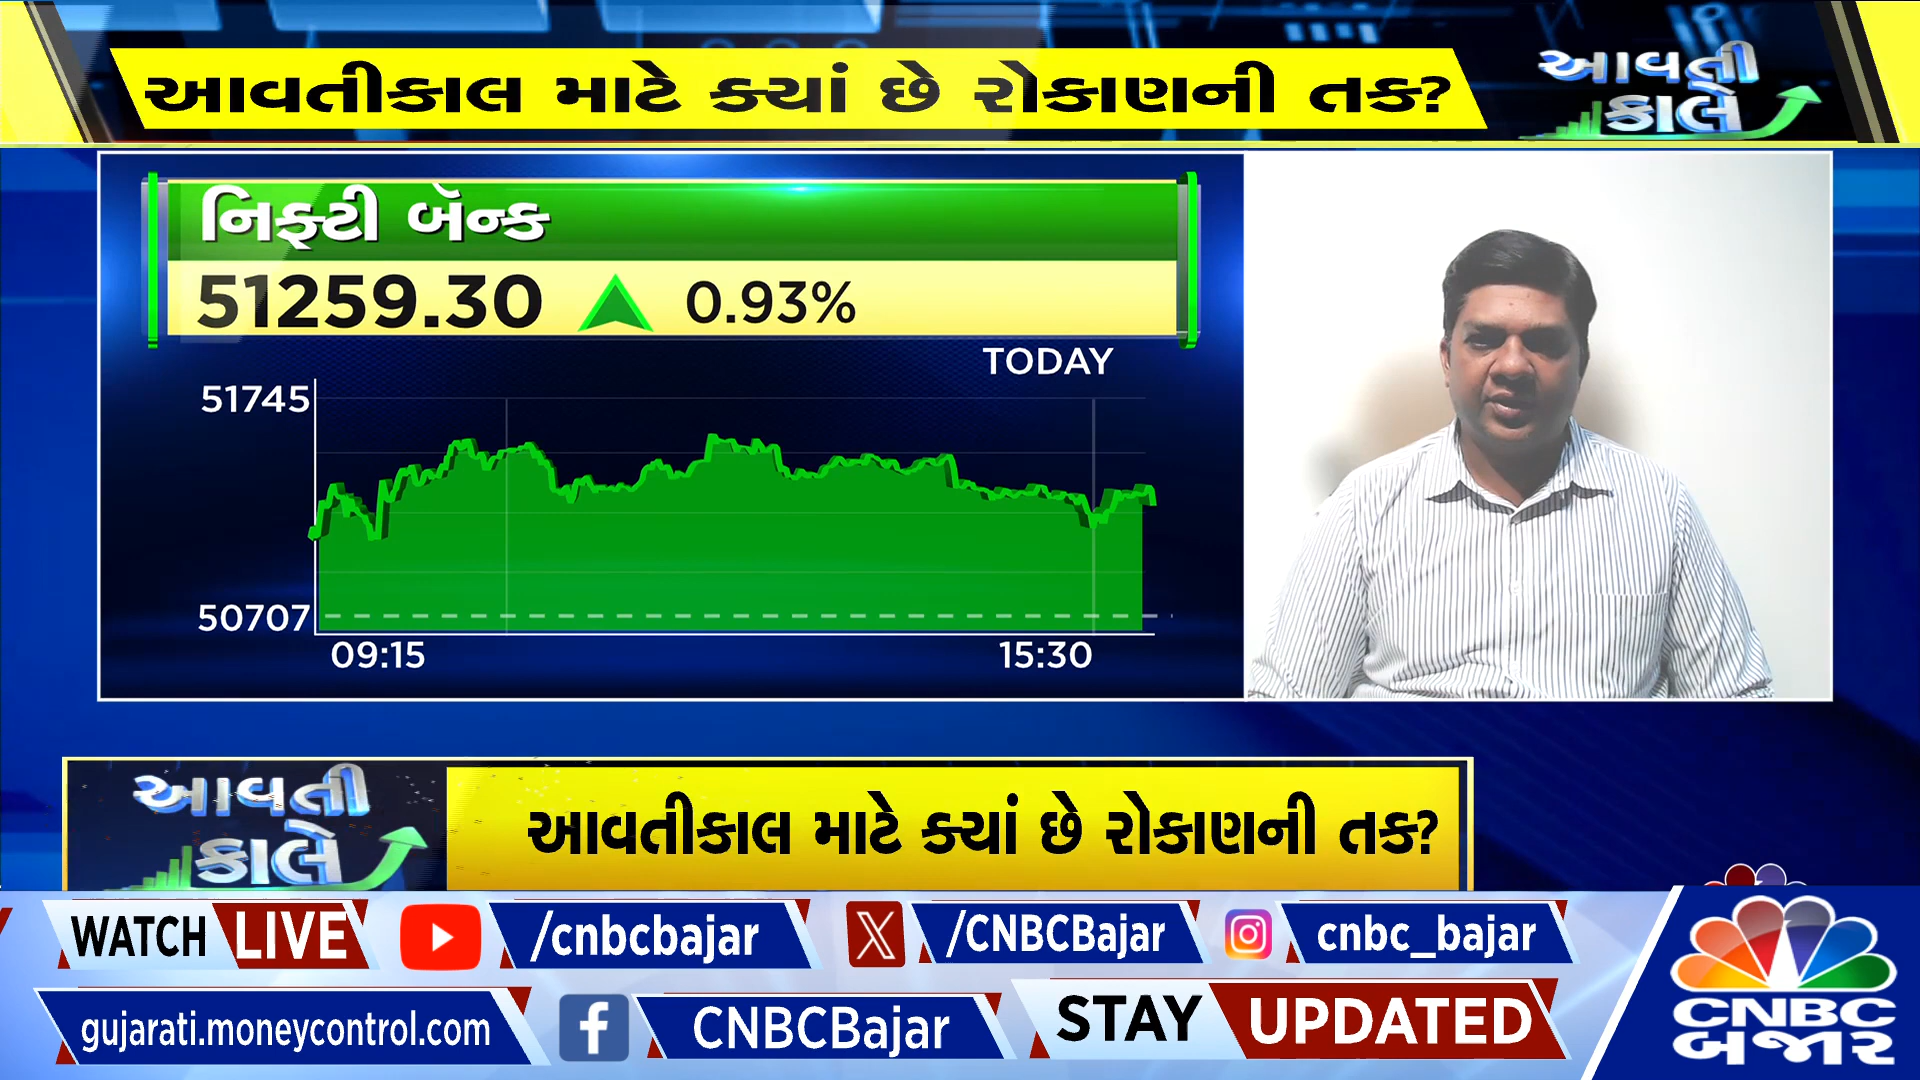 આવતીકાલ માટે ક્યાં છે રોકાણની તક?
આવતી
કાલે
નિફ્ટી બૅન્ક
51259.30 0.93%
TODAY
51745
50707
09:15 15:30
આવતી
કાલે
આવતીકાલ માટે ક્યાં છે રોકાણની તક?
WATCH LIVE /cnbcbajar /CNBCBajar cnbc_bajar
gujarati.moneycontrol.com CNBCBajar STAY UPDATED
CNBC
બજાર